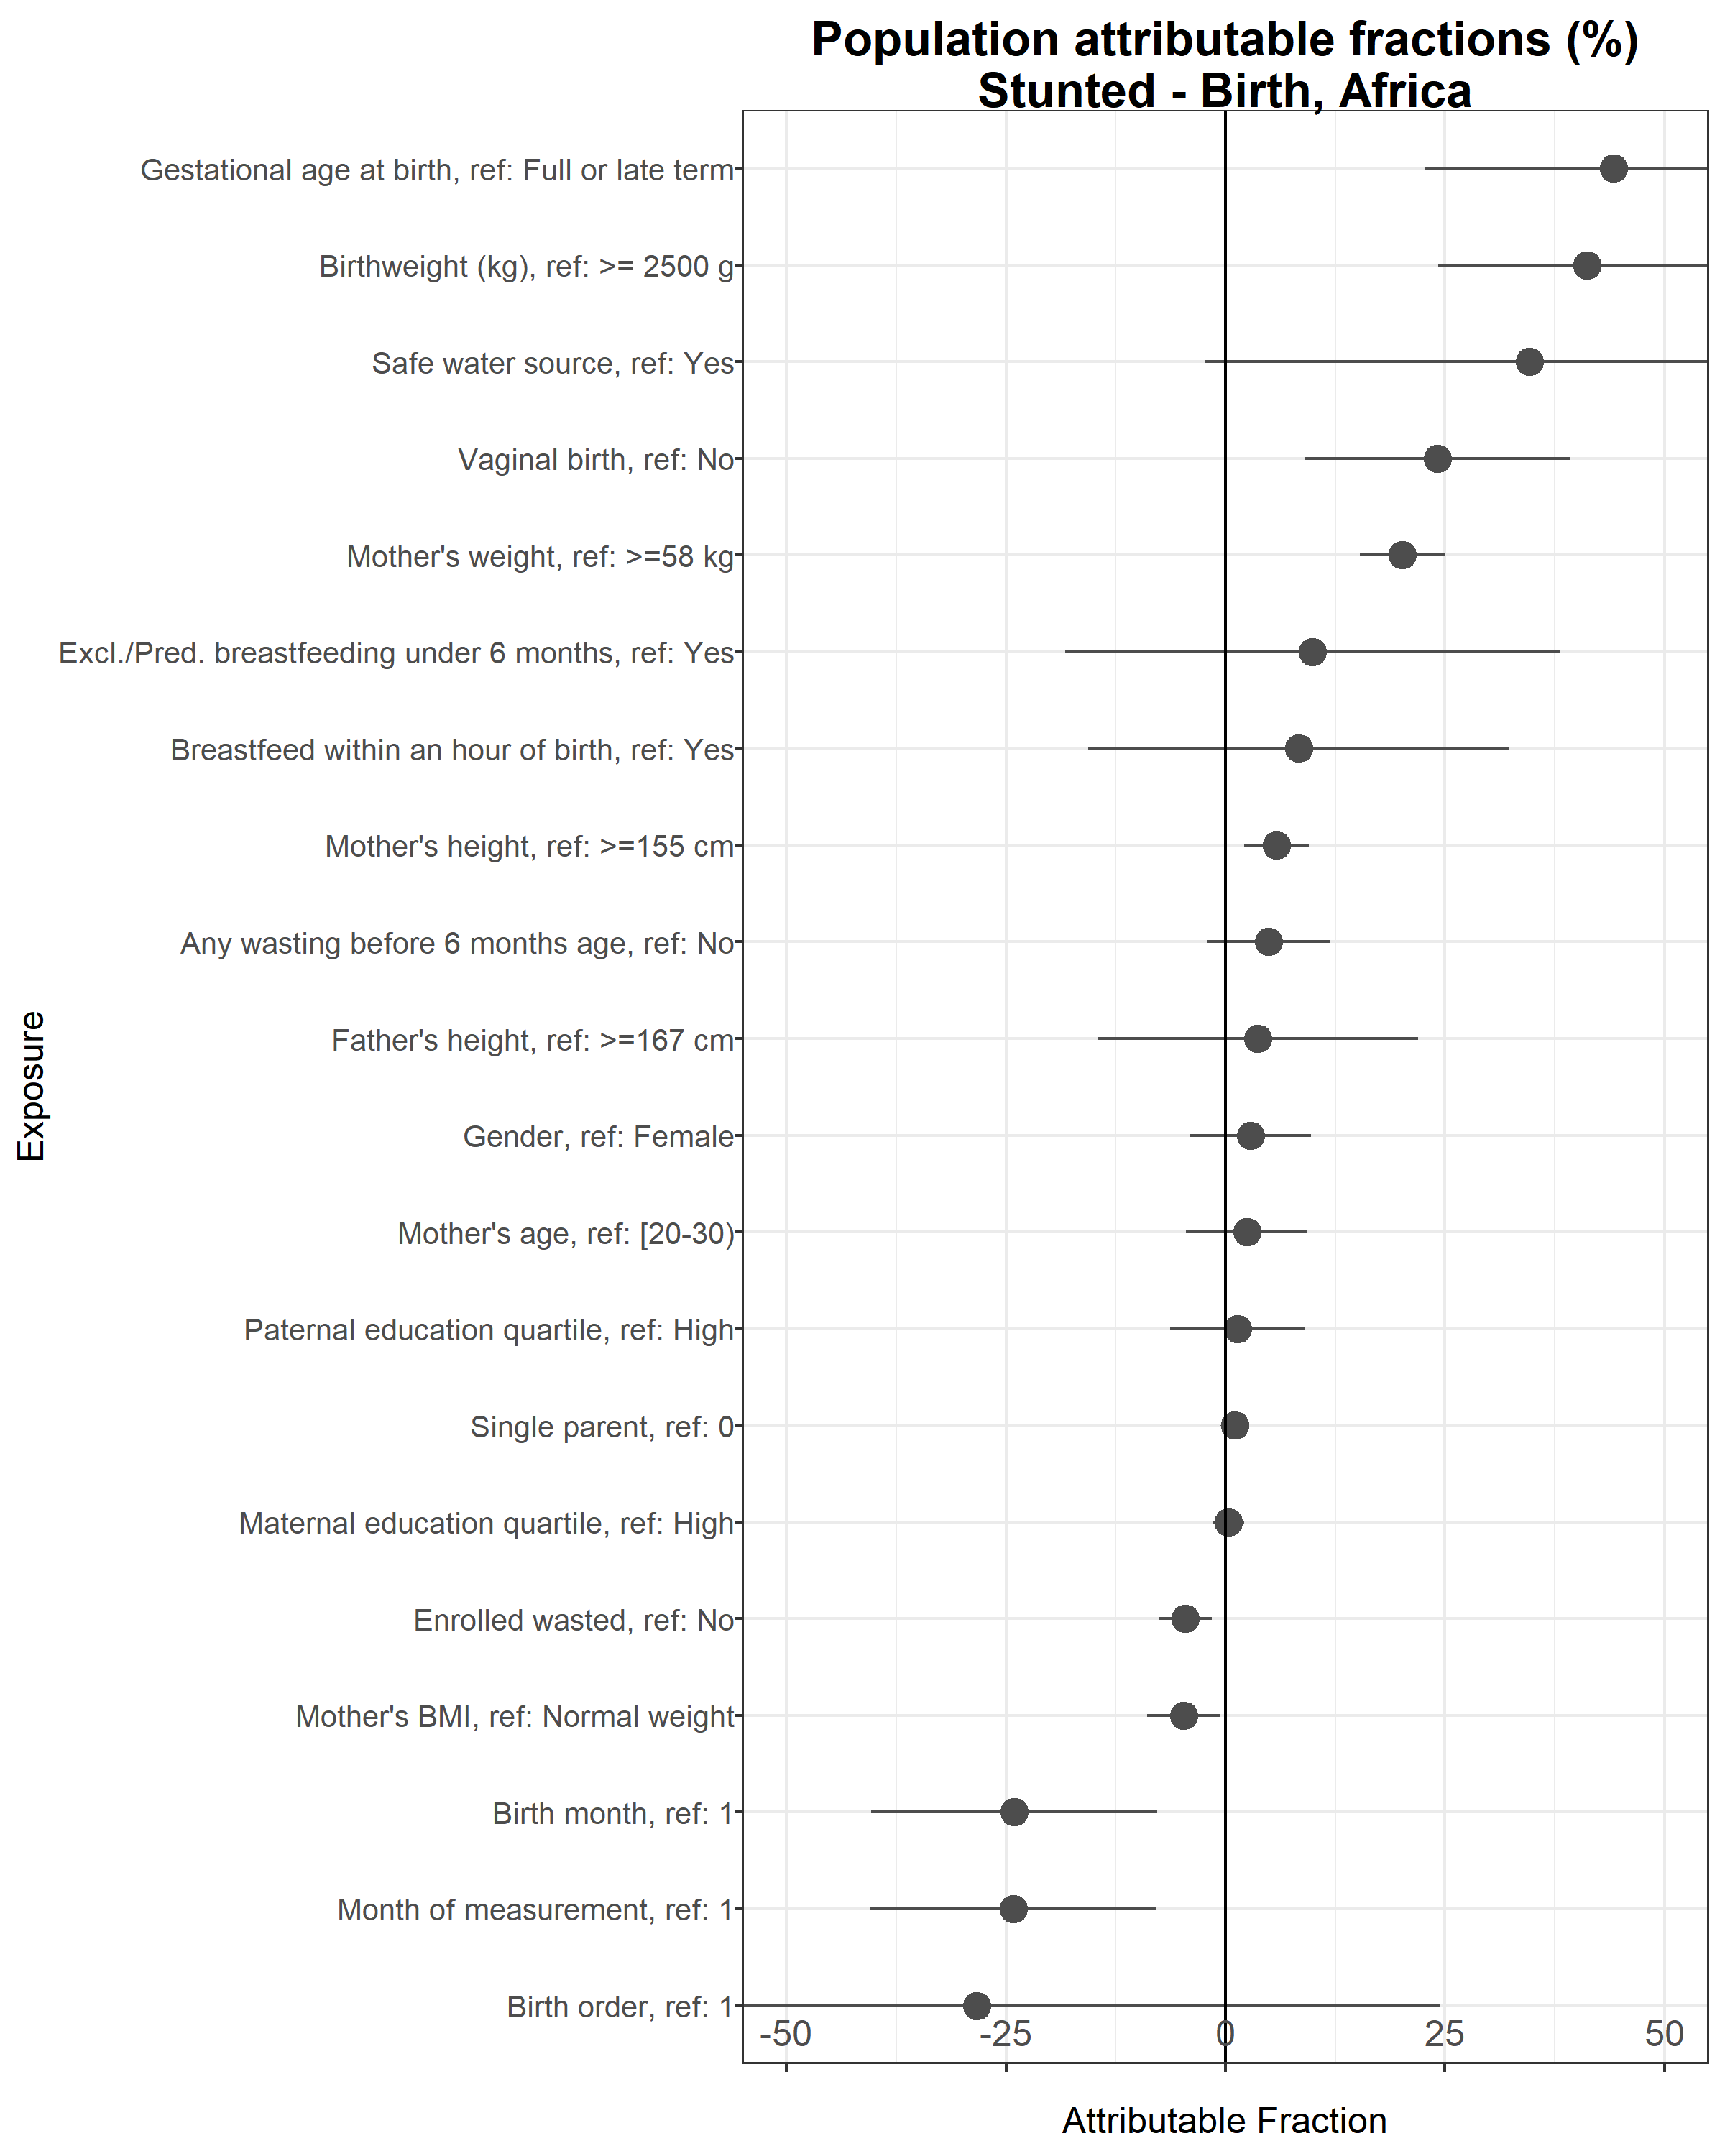 Population attributable fractions (%)
Stunted - Birth, Africa
Gestational age at birth, ref: Full or late term
Birthweight (kg), ref: >= 2500 g
Safe water source, ref: Yes
Vaginal birth, ref: No
Mother's weight, ref: >=58 kg
Excl./Pred. breastfeeding under 6 months, ref: Yes
Breastfeed within an hour of birth, ref: Yes
Mother's height, ref: >=155 cm
Any wasting before 6 months age, ref: No
Father's height, ref: >=167 cm
Gender, ref: Female
Mother's age, ref: [20-30)
Paternal education quartile, ref: High
Single parent, ref: 0
Maternal education quartile, ref: High
Enrolled wasted, ref: No
Mother's BMI, ref: Normal weight
Birth month, ref: 1
Month of measurement, ref: 1
Birth order, ref: 1
Exposure
-50 -25 0 25 50
Attributable Fraction